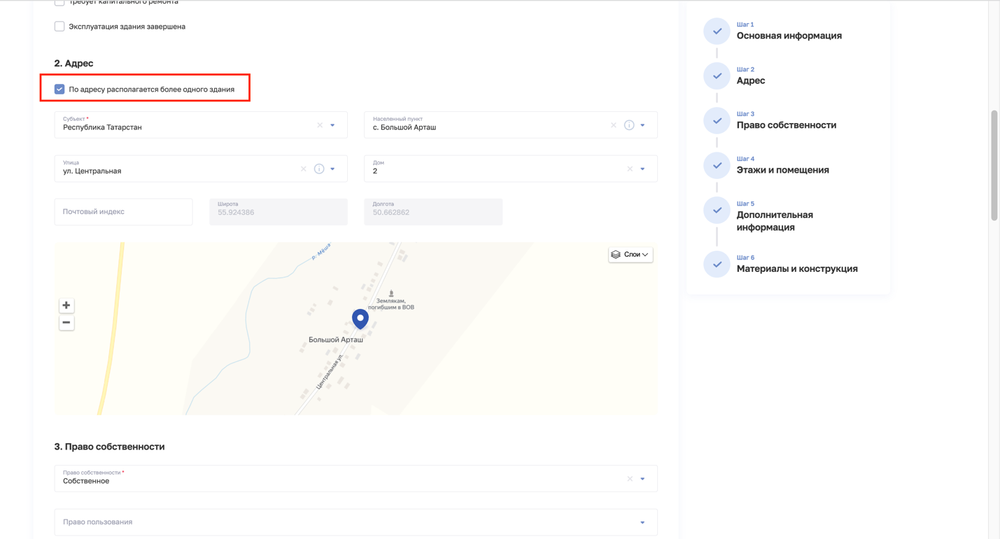 Требует капитального ремонта
Эксплуатация здания завершена
2. Адрес
По адресу располагается более одного здания
Субъект *
Республика Татарстан
Населенный пункт
с. Большой Арташ
Улица
ул. Центральная
Дом
2
Почтовый индекс
Широта
55.924386
Долгота
50.662862
Слои
р. Мёша
Землякам,
погибшим в ВОВ
Большой Арташ
Центральная ул.
3. Право собственности
Право собственности *
Собственное
Право пользования
Шаг 1
Основная информация
Шаг 2
Адрес
Шаг 3
Право собственности
Шаг 4
Этажи и помещения
Шаг 5
Дополнительная
информация
Шаг 6
Материалы и конструкция